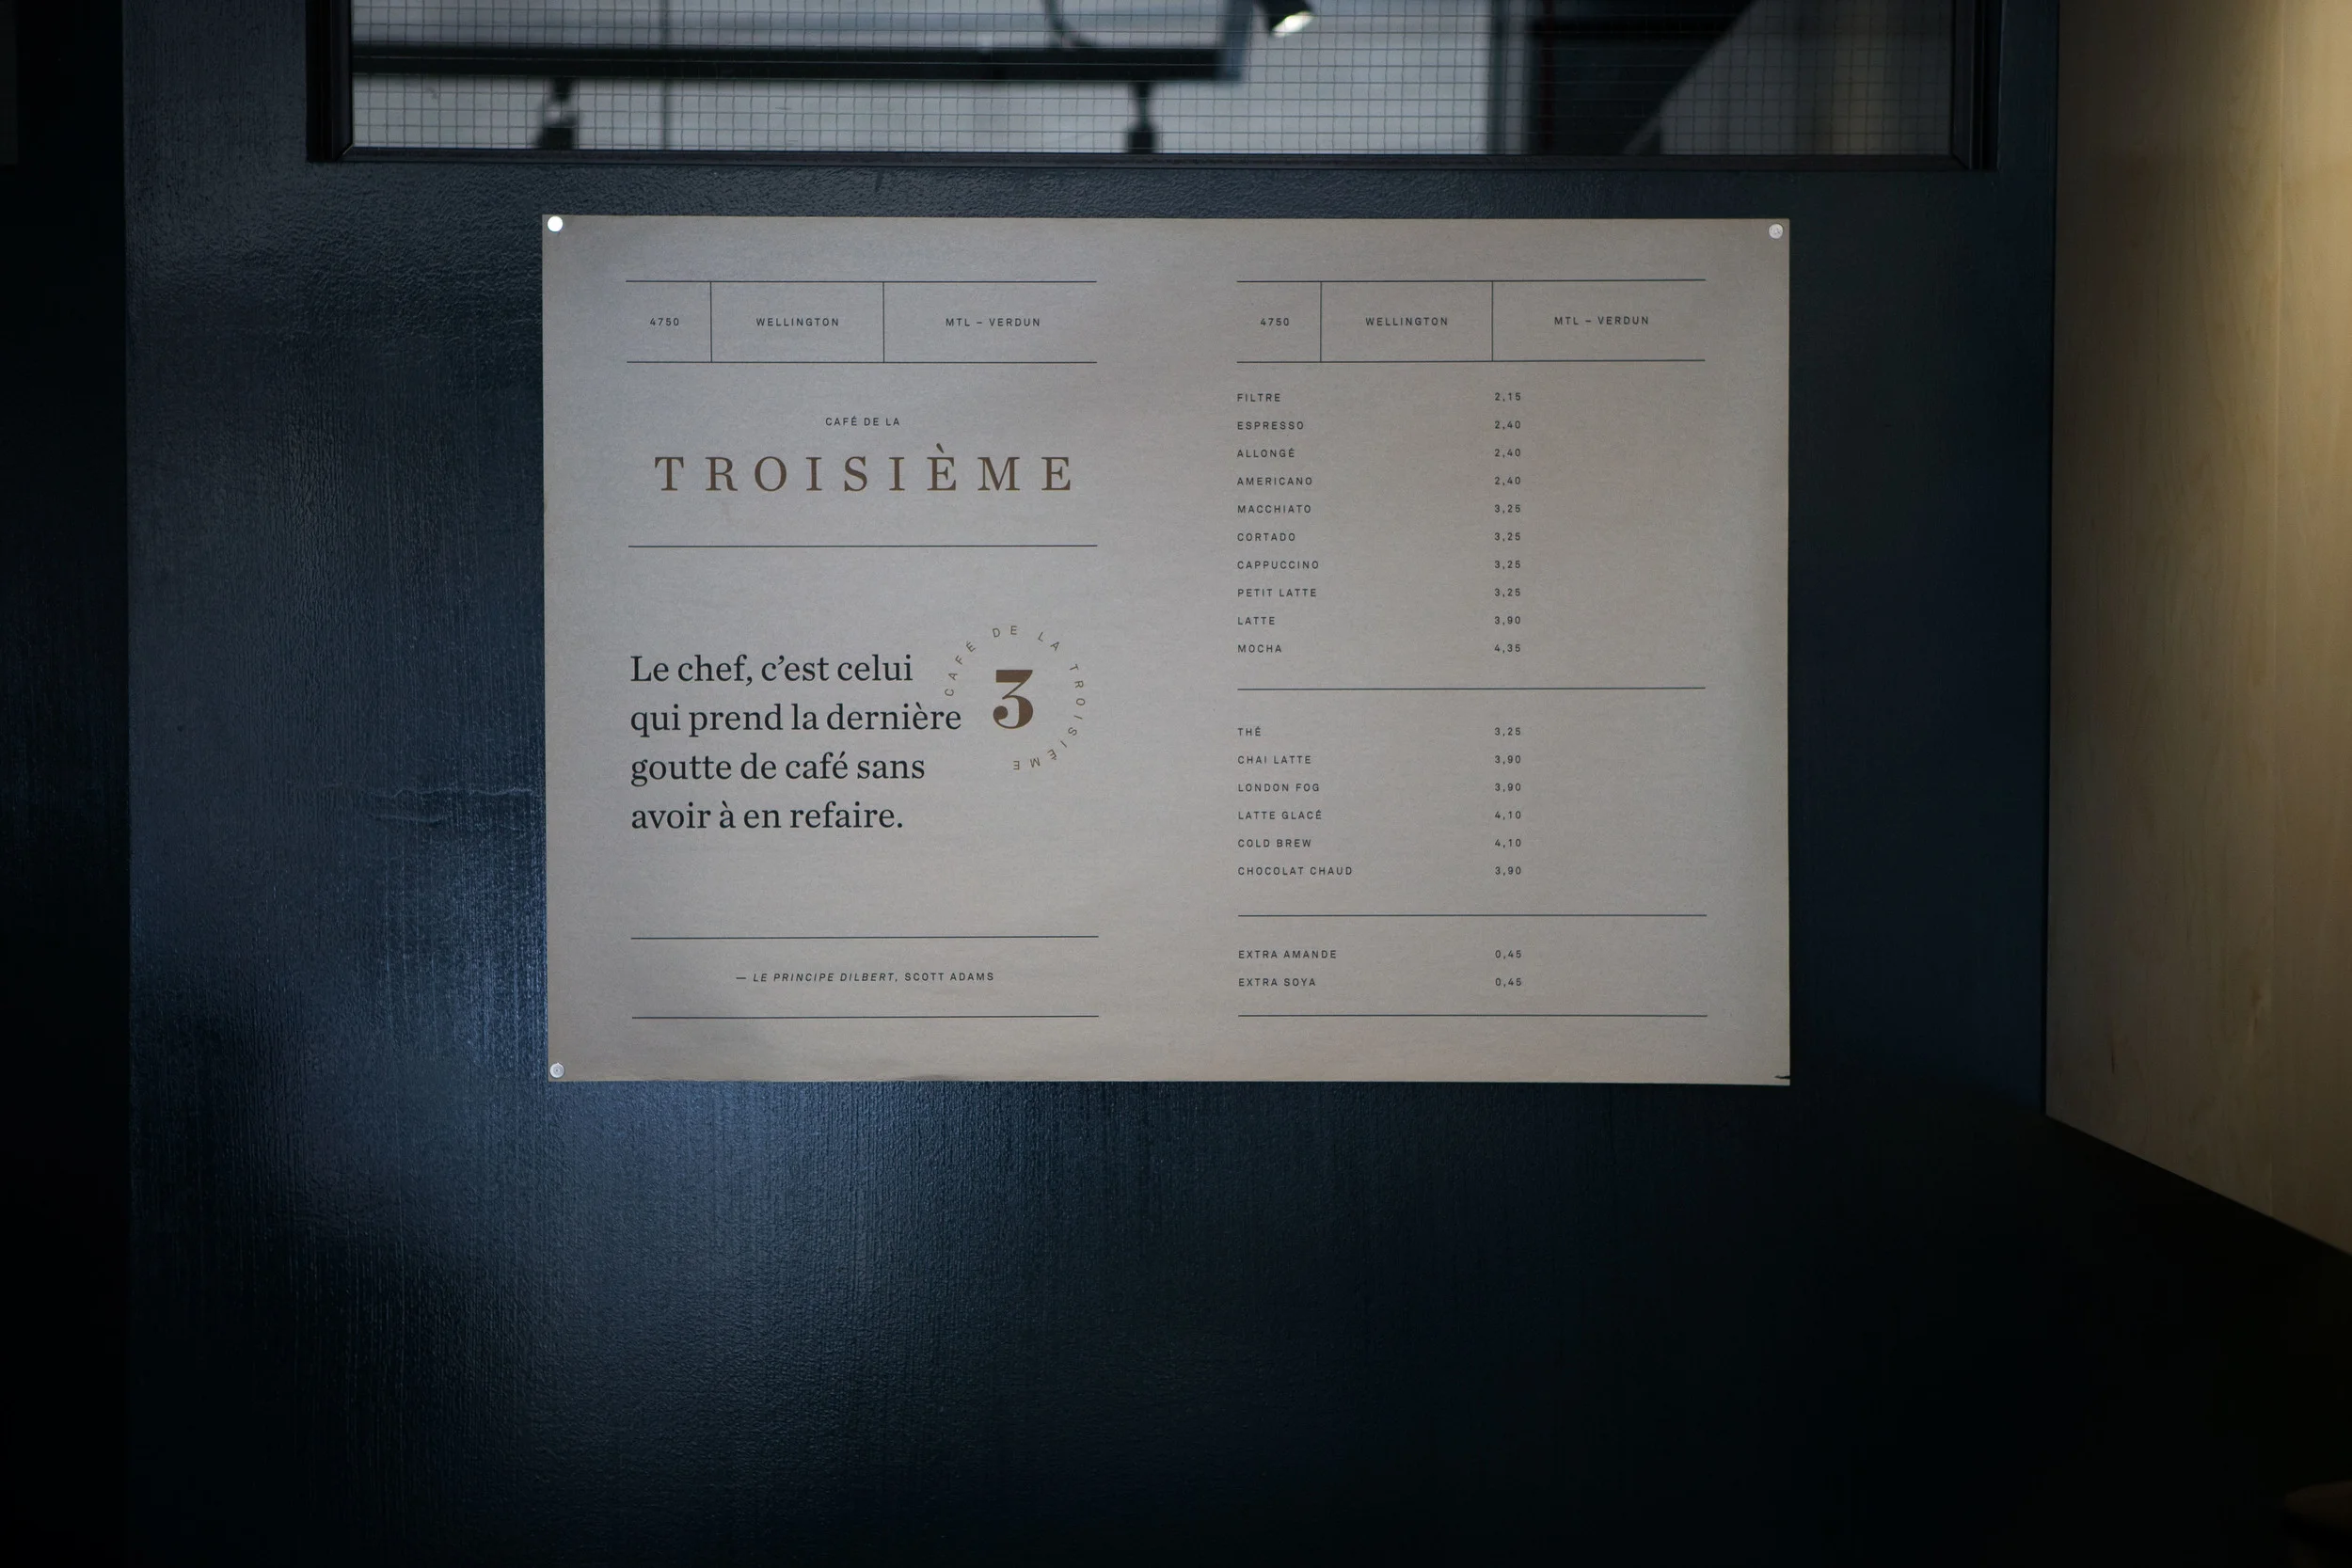 4750 WELLINGTON MTL – VERDUN
CAFÉ DE LA
TROISIÈME
Le chef, c’est celui
qui prend la dernière
goutte de café sans
avoir à en refaire.
CAFÉ DE LA TROISIÈME
3
— LE PRINCIPE DILBERT, SCOTT ADAMS
4750 WELLINGTON MTL – VERDUN
FILTRE 2,15
ESPRESSO 2,40
ALLONGÉ 2,40
AMERICANO 2,40
MACCHIATO 3,25
CORTADO 3,25
CAPPUCCINO 3,25
PETIT LATTE 3,25
LATTE 3,90
MOCHA 4,35
THÉ 3,25
CHAI LATTE 3,90
LONDON FOG 3,90
LATTE GLACÉ 4,10
COLD BREW 4,10
CHOCOLAT CHAUD 3,90
EXTRA AMANDE 0,45
EXTRA SOYA 0,45